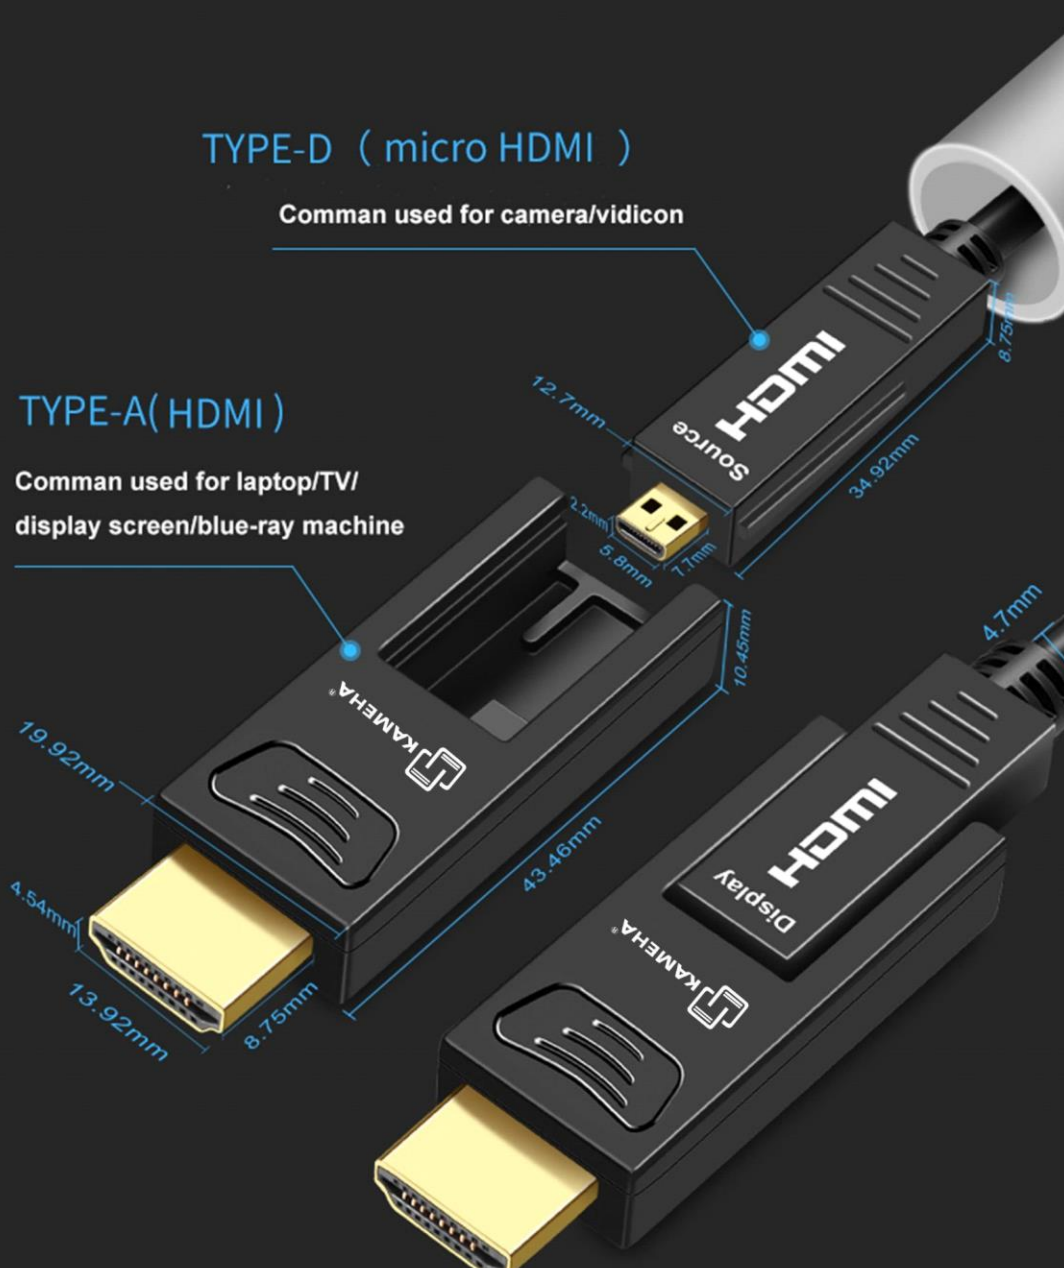 TYPE-D ( micro HDMI )
Comman used for camera/vidicon
8.75mm
HDMI
Source
12.7mm
34.92mm
TYPE-A(HDMI)
Comman used for laptop/TV/
display screen/blue-ray machine
2.2mm
5.8mm
7.7mm
4.7mm
10.45mm
KAMEHA®
19.92mm
43.46mm
HDMI
Display
4.54mm
13.92mm
8.75mm
KAMEHA®